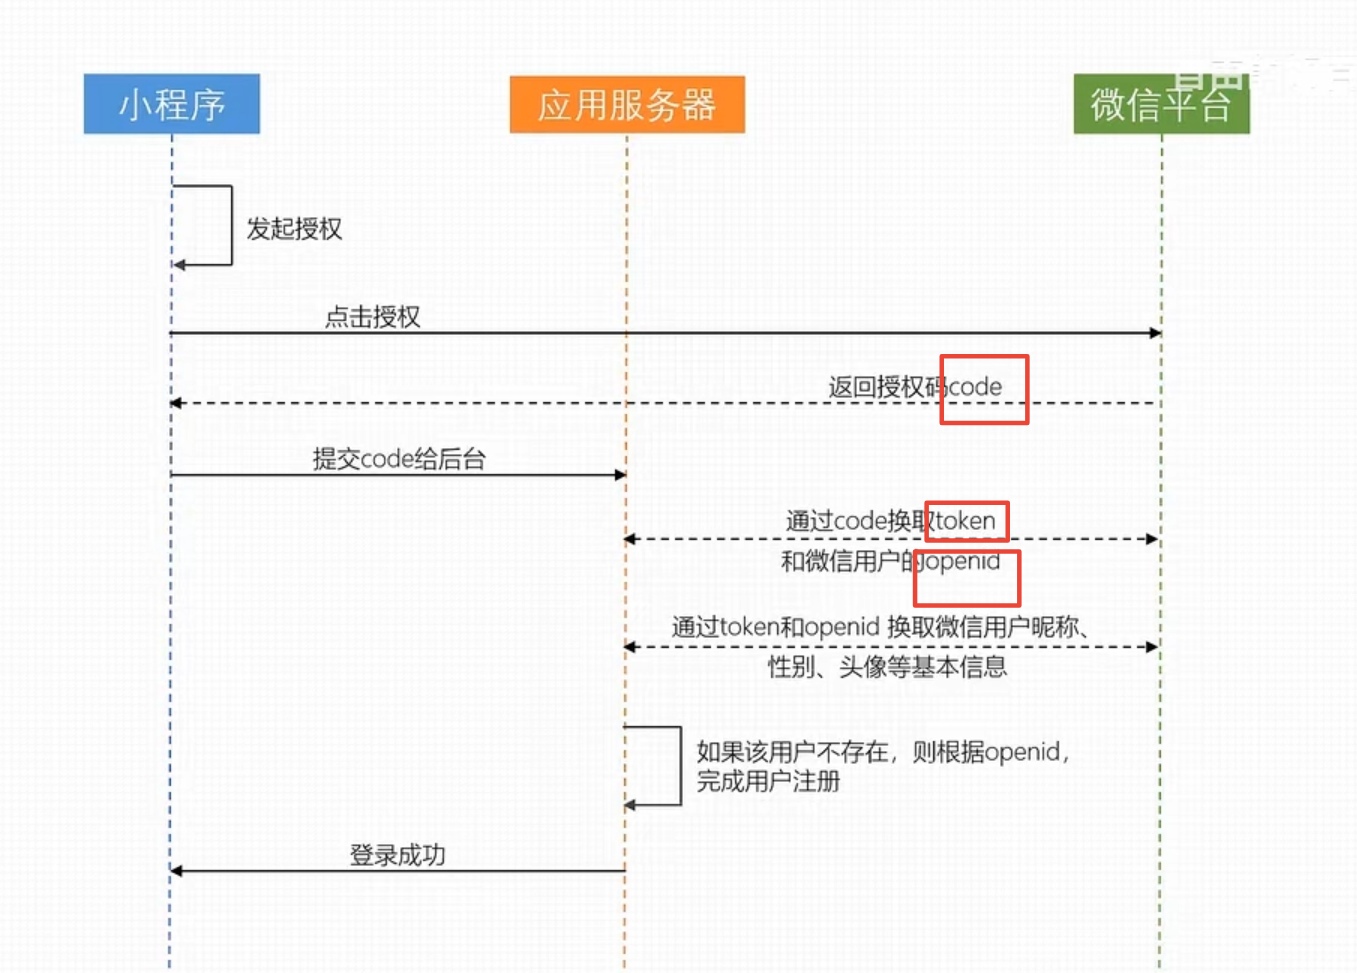 小程序
应用服务器
微信平台
发起授权
点击授权
返回授权码code
提交code给后台
通过code换取token
和微信用户的openid
通过token和openid 换取微信用户昵称、
性别、头像等基本信息
如果该用户不存在，则根据openid，
完成用户注册
登录成功